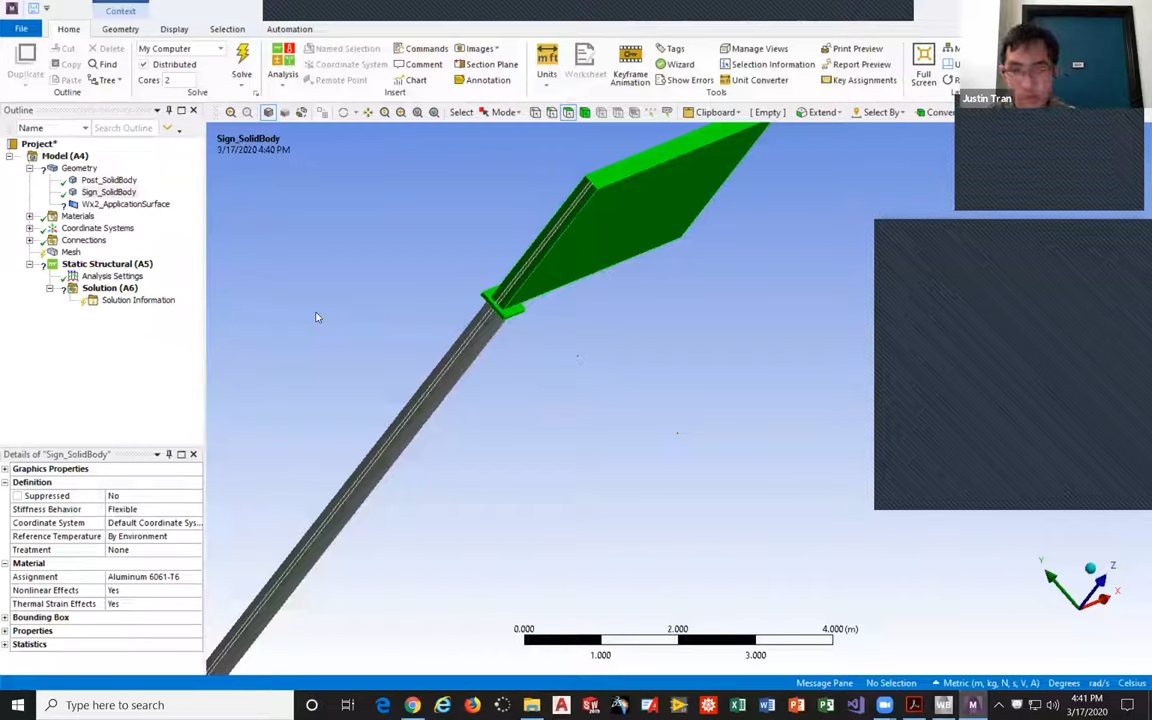 Context
File Home Geometry Display Selection Automation
Duplicate Cut Delete Copy Find Paste Tree
Outline
My Computer Distributed Cores 2 Solve
Solve
Analysis Named Selection Coordinate System Remote Point Commands Comment Chart Images Section Plane Annotation
Insert
Units Worksheet Keyframe Animation Tags Wizard Show Errors Manage Views Selection Information Unit Converter Print Preview Report Preview Key Assignments
Tools
Full Screen
Justin Tran
Outline
Name Search Outline
Select Mode Clipboard [ Empty ] Extend Select By Conver
Project*
Model (A4)
Geometry
Post_SolidBody
Sign_SolidBody
Wx2_ApplicationSurface
Materials
Coordinate Systems
Connections
Mesh
Static Structural (A5)
Analysis Settings
Solution (A6)
Solution Information
Sign_SolidBody
3/17/2020 4:40 PM
Details of "Sign_SolidBody"
Graphics Properties
Definition
Suppressed No
Stiffness Behavior Flexible
Coordinate System Default Coordinate Sys...
Reference Temperature By Environment
Treatment None
Material
Assignment Aluminum 6061-T6
Nonlinear Effects Yes
Thermal Strain Effects Yes
Bounding Box
Properties
Statistics
0.000 2.000 4.000 (m)
1.000 3.000
Y Z X
Message Pane No Selection Metric (m, kg, N, s, V, A) Degrees rad/s Celsius
Type here to search
4:41 PM
3/17/2020